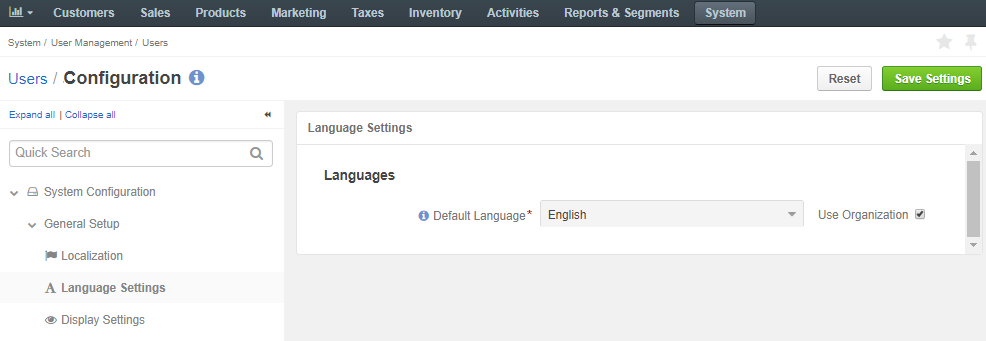 Customers Sales Products Marketing Taxes Inventory Activities Reports & Segments System
System / User Management / Users
Users / Configuration
Reset Save Settings
Expand all | Collapse all
Quick Search
System Configuration
General Setup
Localization
Language Settings
Display Settings
Language Settings
Languages
Default Language* English Use Organization